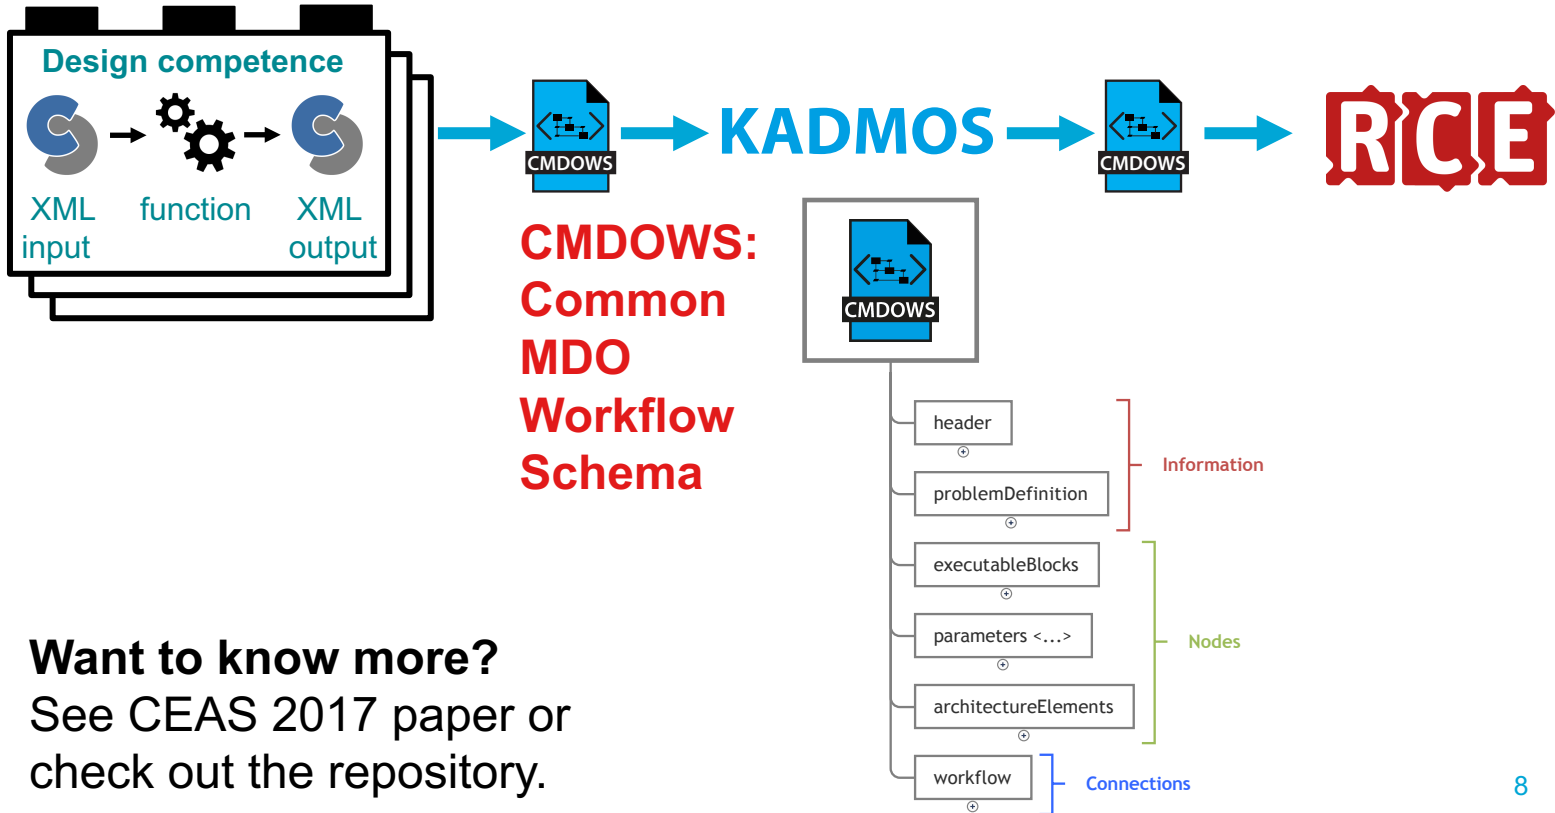 Design competence
XML
input
function
XML
output
CMDOWS
KADMOS
CMDOWS
RCE
CMDOWS:
Common
MDO
Workflow
Schema
CMDOWS
header
problemDefinition
Information
executableBlocks
parameters <...>
architectureElements
Nodes
workflow
Connections
Want to know more?
See CEAS 2017 paper or
check out the repository.
8